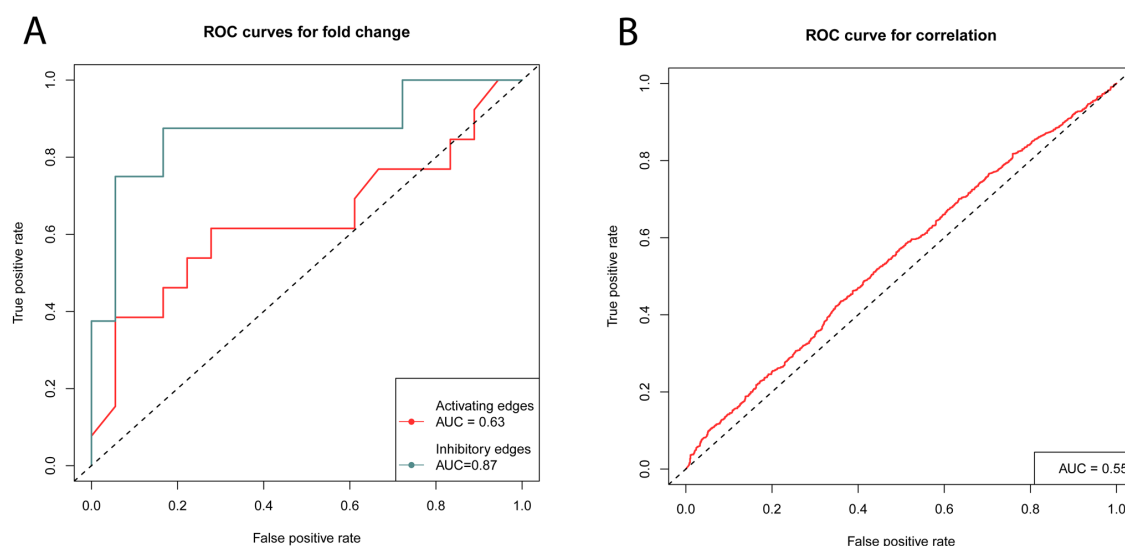 A
ROC curves for fold change
True positive rate
0.0 0.2 0.4 0.6 0.8 1.0
0.0 0.2 0.4 0.6 0.8 1.0
False positive rate
Activating edges
AUC = 0.63
Inhibitory edges
AUC=0.87
B
ROC curve for correlation
True positive rate
0.0 0.2 0.4 0.6 0.8 1.0
0.0 0.2 0.4 0.6 0.8 1.0
False positive rate
AUC = 0.55